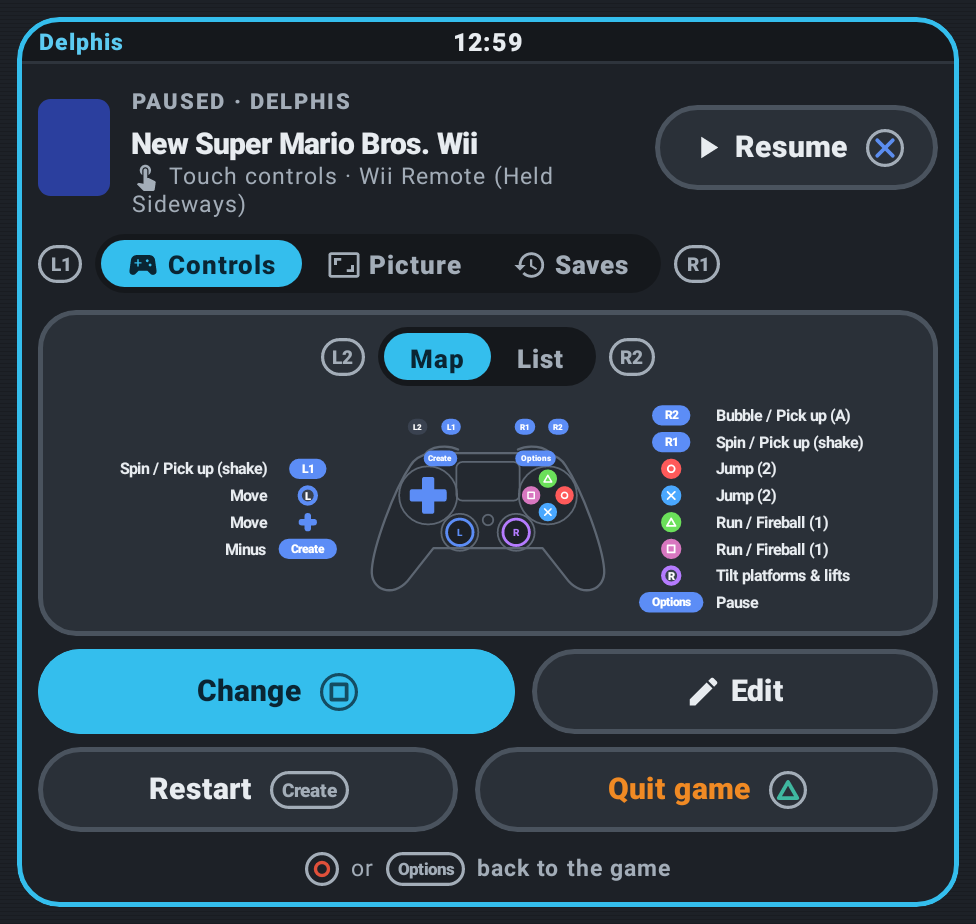 Delphis
12:59
PAUSED · DELPHIS
New Super Mario Bros. Wii
Touch controls · Wii Remote (Held
Sideways)
Resume
L1
Controls
Picture
Saves
R1
L2
Map
List
R2
Spin / Pick up (shake) L1
Move L
Move
Minus Create
L2 L1 R1 R2
Create Options
L R
R2 Bubble / Pick up (A)
R1 Spin / Pick up (shake)
Jump (2)
Jump (2)
Run / Fireball (1)
Run / Fireball (1)
R Tilt platforms & lifts
Options Pause
Change
Edit
Restart Create
Quit game
or Options back to the game